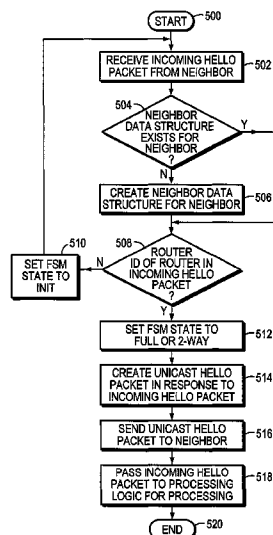 START
500
RECEIVE INCOMING HELLO
PACKET FROM NEIGHBOR
502
504
NEIGHBOR
DATA STRUCTURE
EXISTS FOR
NEIGHBOR
?
Y
N
CREATE NEIGHBOR DATA
STRUCTURE FOR NEIGHBOR
506
508
ROUTER
ID OF ROUTER IN
INCOMING HELLO
PACKET
?
510
SET FSM
STATE TO
INIT
N
Y
SET FSM STATE TO
FULL OR 2-WAY
512
CREATE UNICAST HELLO
PACKET IN RESPONSE TO
INCOMING HELLO PACKET
514
SEND UNICAST HELLO
PACKET TO NEIGHBOR
516
PASS INCOMING HELLO
PACKET TO PROCESSING
LOGIC FOR PROCESSING
518
END
520